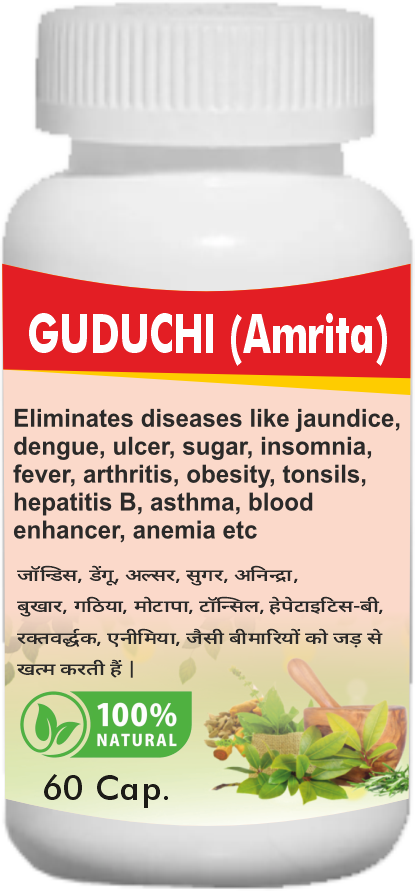 GUDUCHI (Amrita)
Eliminates diseases like jaundice,
dengue, ulcer, sugar, insomnia,
fever, arthritis, obesity, tonsils,
hepatitis B, asthma, blood
enhancer, anemia etc
जॉन्डिस, डेंगू, अल्सर, सुगर, अनिन्द्रा,
बुखार, गठिया, मोटापा, टॉन्सिल, हेपेटाइटिस-बी,
रक्तवर्द्धक, एनीमिया, जैसी बीमारियों को जड़ से
खत्म करती हैं |
100%
NATURAL
60 Cap.